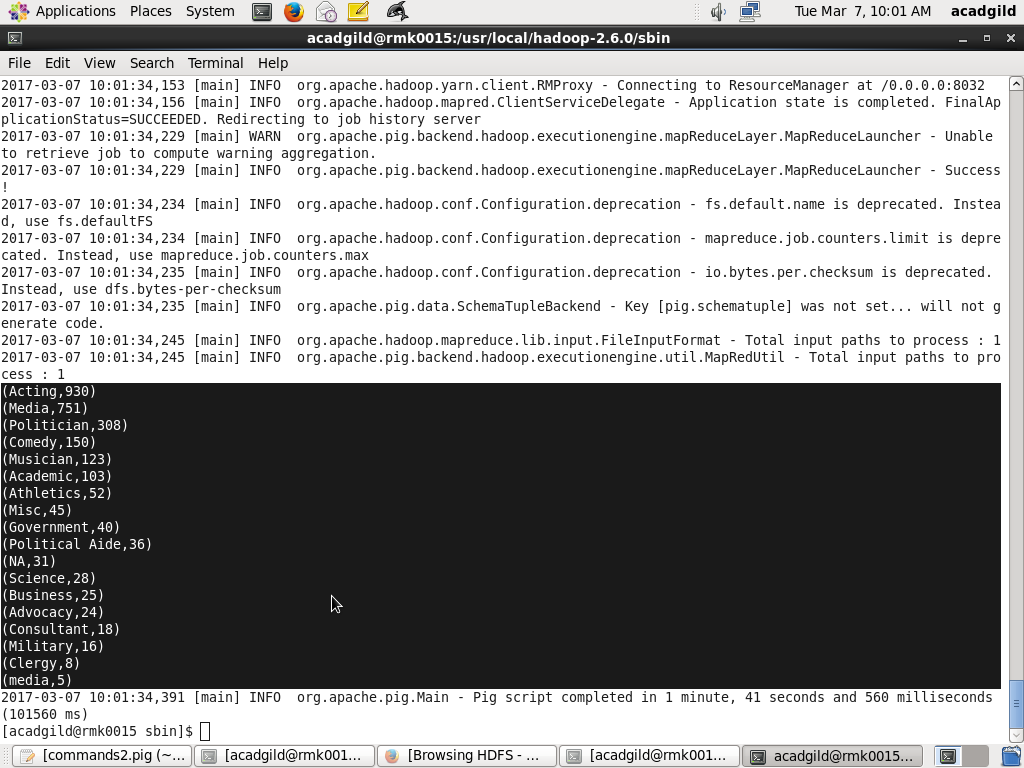 Applications Places System Tue Mar 7, 10:01 AM acadgild
acadgild@rmk0015:/usr/local/hadoop-2.6.0/sbin
File Edit View Search Terminal Help
2017-03-07 10:01:34,153 [main] INFO  org.apache.hadoop.yarn.client.RMProxy - Connecting to ResourceManager at /0.0.0.0:8032
2017-03-07 10:01:34,156 [main] INFO  org.apache.hadoop.mapred.ClientServiceDelegate - Application state is completed. FinalAp
plicationStatus=SUCCEEDED. Redirecting to job history server
2017-03-07 10:01:34,229 [main] WARN  org.apache.pig.backend.hadoop.executionengine.mapReduceLayer.MapReduceLauncher - Unable
to retrieve job to compute warning aggregation.
2017-03-07 10:01:34,229 [main] INFO  org.apache.pig.backend.hadoop.executionengine.mapReduceLayer.MapReduceLauncher - Success
!
2017-03-07 10:01:34,234 [main] INFO  org.apache.hadoop.conf.Configuration.deprecation - fs.default.name is deprecated. Instea
d, use fs.defaultFS
2017-03-07 10:01:34,234 [main] INFO  org.apache.hadoop.conf.Configuration.deprecation - mapreduce.job.counters.limit is depre
cated. Instead, use mapreduce.job.counters.max
2017-03-07 10:01:34,235 [main] INFO  org.apache.hadoop.conf.Configuration.deprecation - io.bytes.per.checksum is deprecated.
Instead, use dfs.bytes-per-checksum
2017-03-07 10:01:34,235 [main] INFO  org.apache.pig.data.SchemaTupleBackend - Key [pig.schematuple] was not set... will not g
enerate code.
2017-03-07 10:01:34,245 [main] INFO  org.apache.hadoop.mapreduce.lib.input.FileInputFormat - Total input paths to process : 1
2017-03-07 10:01:34,245 [main] INFO  org.apache.pig.backend.hadoop.executionengine.util.MapRedUtil - Total input paths to pro
cess : 1
(Acting,930)
(Media,751)
(Politician,308)
(Comedy,150)
(Musician,123)
(Academic,103)
(Athletics,52)
(Misc,45)
(Government,40)
(Political Aide,36)
(NA,31)
(Science,28)
(Business,25)
(Advocacy,24)
(Consultant,18)
(Military,16)
(Clergy,8)
(media,5)
2017-03-07 10:01:34,391 [main] INFO  org.apache.pig.Main - Pig script completed in 1 minute, 41 seconds and 560 milliseconds
(101560 ms)
[acadgild@rmk0015 sbin]$
[commands2.pig (~... [acadgild@rmk001... [Browsing HDFS - ... [acadgild@rmk001... acadgild@rmk0015...